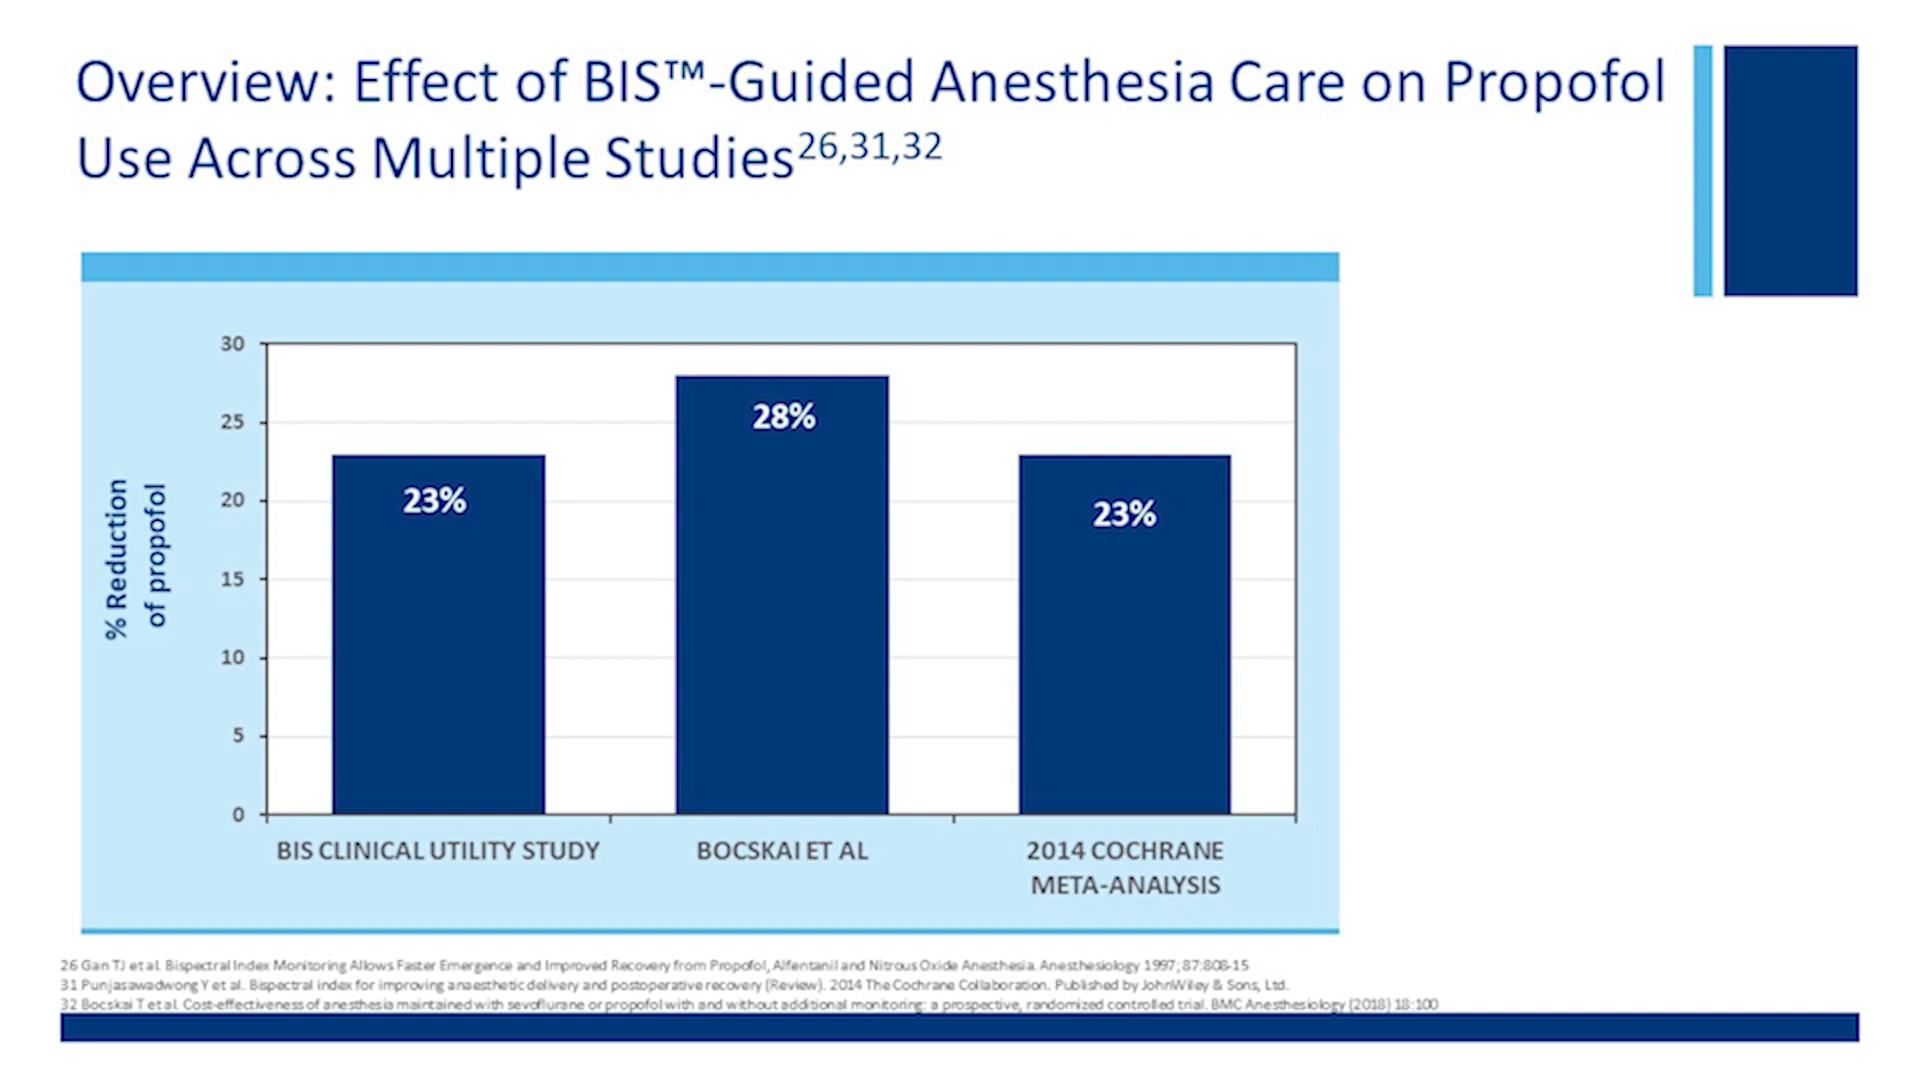 Overview: Effect of BIS™-Guided Anesthesia Care on Propofol
Use Across Multiple Studies26,31,32
30
25
20
15
10
5
0
% Reduction
of propofol
23%
28%
23%
BIS CLINICAL UTILITY STUDY
BOCSKAI ET AL
2014 COCHRANE
META-ANALYSIS
26 Gan TJ et al. Bispectral Index Monitoring Allows Faster Emergence and Improved Recovery from Propofol, Alfentanil and Nitrous Oxide Anesthesia. Anesthesiology 1997; 87:808-15
31 Punjasawadwong Y et al. Bispectral index for improving anaesthetic delivery and postoperative recovery (Review). 2014 The Cochrane Collaboration. Published by JohnWiley & Sons, Ltd.
32 Bocskai T et al. Cost-effectiveness of anesthesia maintained with sevoflurane or propofol with and without additional monitoring: a prospective, randomized controlled trial. BMC Anesthesiology (2018) 18:100